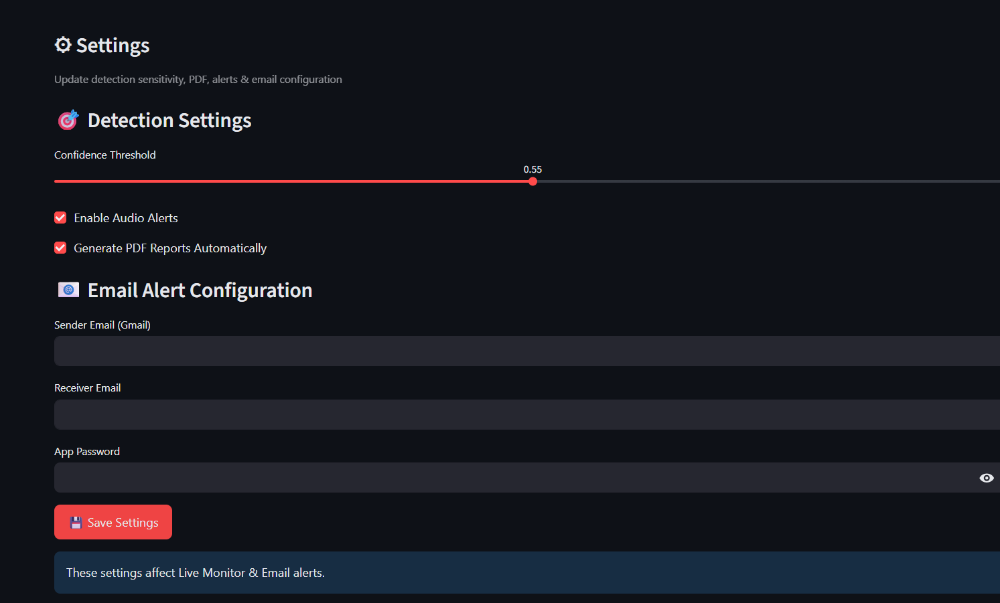 ⚙ Settings
Update detection sensitivity, PDF, alerts & email configuration
🎯 Detection Settings
Confidence Threshold
0.55
Enable Audio Alerts
Generate PDF Reports Automatically
📧 Email Alert Configuration
Sender Email (Gmail)
Receiver Email
App Password
💾 Save Settings
These settings affect Live Monitor & Email alerts.